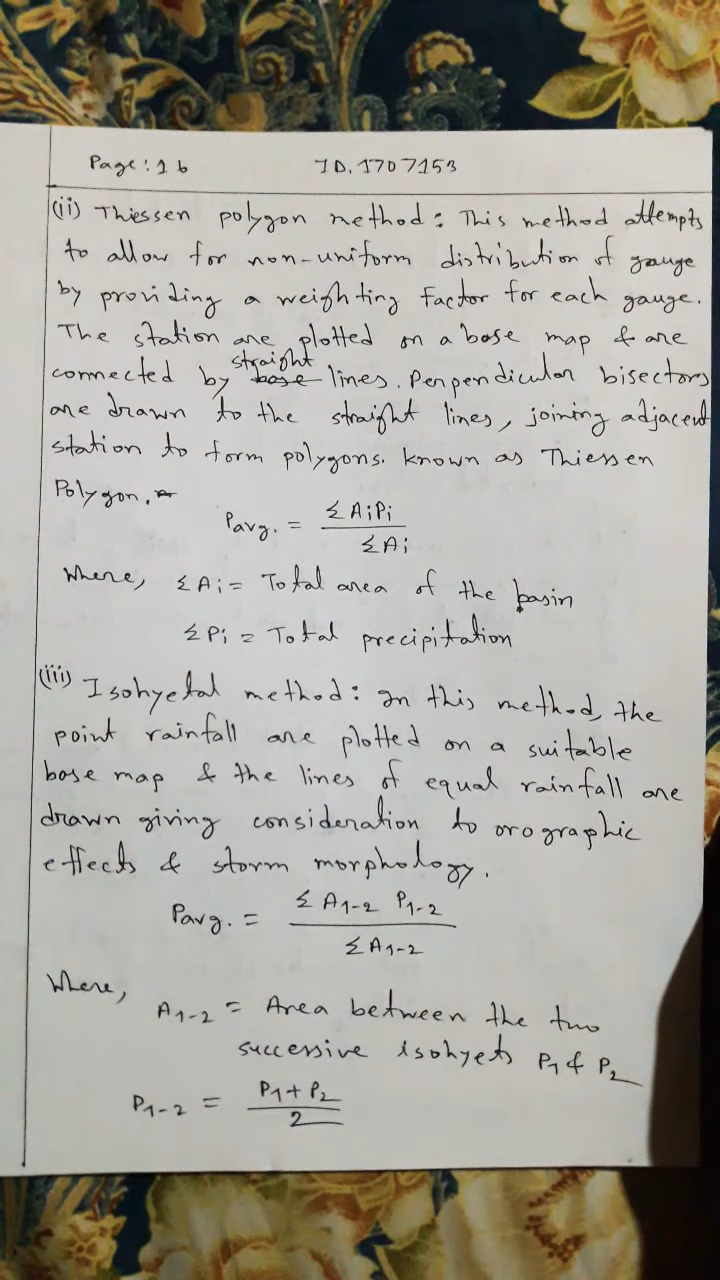 Page: 16 ID. 1707153
(ii) Thiessen polygon method: This method attempts
to allow for non-uniform distribution of gauge
by providing a weighting Factor for each gauge.
The station are plotted on a base map & are
connected by straight lines. Perpendicular bisectors
are drawn to the straight lines, joining adjacent
station to form polygons. known as Thiessen
Polygon.
Pavg. = ΣAiPi / ΣAi
Where, ΣAi = Total area of the basin
ΣPi = Total precipitation
(iii) Isohyetal method: In this method, the
point rainfall are plotted on a suitable
base map & the lines of equal rainfall are
drawn giving consideration to orographic
effects & storm morphology.
Pavg. = ΣA1-2 P1-2 / ΣA1-2
Where,
A1-2 = Area between the two
successive isohyets P1 & P2
P1-2 = P1+P2 / 2